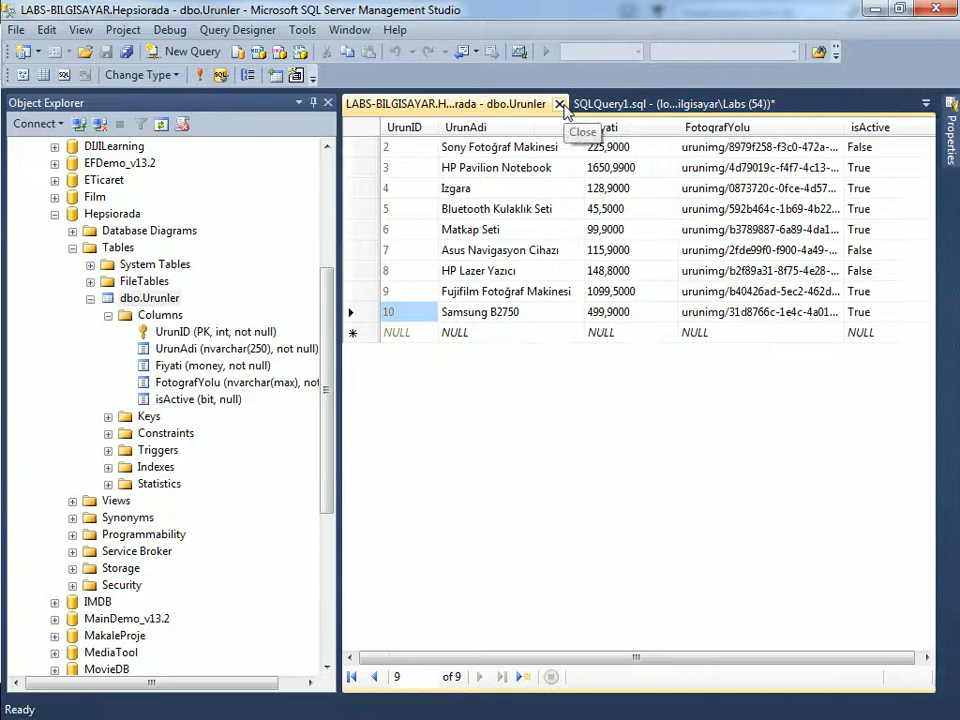 LABS-BILGISAYAR.Hepsiorada - dbo.Urunler - Microsoft SQL Server Management Studio
File Edit View Project Debug Query Designer Tools Window Help
New Query
Change Type
Object Explorer
Connect
DIJILearning
EFDemo_v13.2
ETicaret
Film
Hepsiorada
Database Diagrams
Tables
System Tables
FileTables
dbo.Urunler
Columns
UrunID (PK, int, not null)
UrunAdi (nvarchar(250), not null)
Fiyati (money, not null)
FotografYolu (nvarchar(max), not
isActive (bit, null)
Keys
Constraints
Triggers
Indexes
Statistics
Views
Synonyms
Programmability
Service Broker
Storage
Security
IMDB
MainDemo_v13.2
MakaleProje
MediaTool
MovieDB
LABS-BILGISAYAR.H...rada - dbo.Urunler
SQLQuery1.sql - (lo...ilgisayar\Labs (54))*
Close
UrunID UrunAdi yati FotografYolu isActive
2 Sony Fotoğraf Makinesi 225,9000 urunimg/8979f258-f3c0-472a-... False
3 HP Pavilion Notebook 1650,9900 urunimg/4d79019c-f4f7-4c13-... True
4 Izgara 128,9000 urunimg/0873720c-0fce-4d57... True
5 Bluetooth Kulaklık Seti 45,5000 urunimg/592b464c-1b69-4b22... True
6 Matkap Seti 99,9000 urunimg/b3789887-6a89-4da1... True
7 Asus Navigasyon Cihazı 115,9000 urunimg/2fde99f0-f900-4a49-... False
8 HP Lazer Yazıcı 148,8000 urunimg/b2f89a31-8f75-4e28-... False
9 Fujifilm Fotoğraf Makinesi 1099,5000 urunimg/b40426ad-5ec2-462d... True
10 Samsung B2750 499,9000 urunimg/31d8766c-1e4c-4a01... True
NULL NULL NULL NULL NULL
9 of 9
Properties
Ready